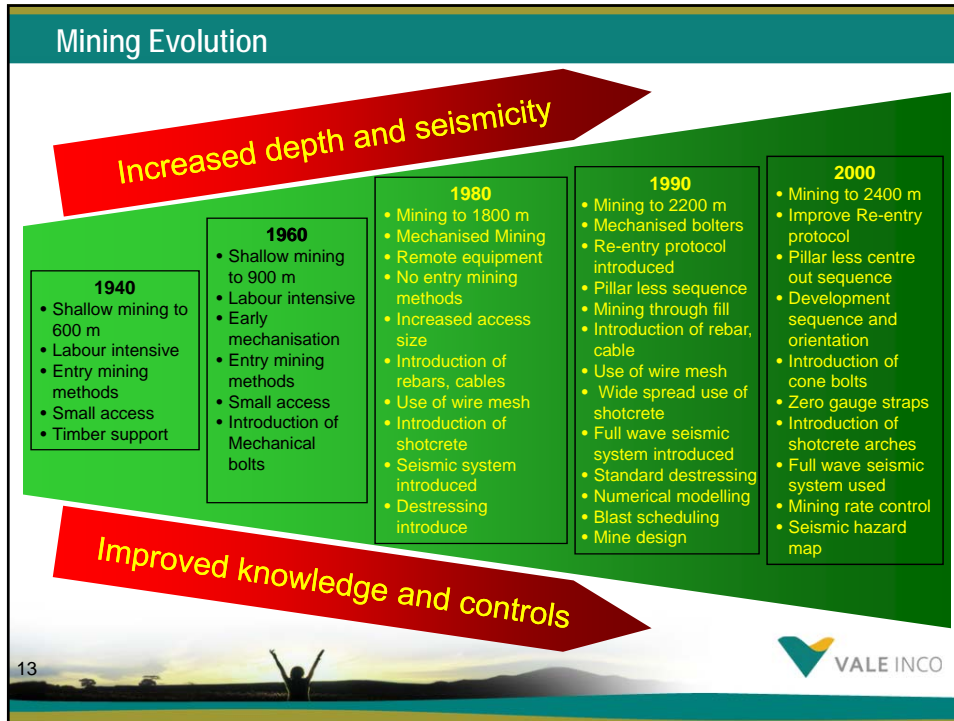 Mining Evolution
Increased depth and seismicity
1940
• Shallow mining to
600 m
• Labour intensive
• Entry mining
methods
• Small access
• Timber support
1960
• Shallow mining
to 900 m
• Labour intensive
• Early
mechanisation
• Entry mining
methods
• Small access
• Introduction of
Mechanical
bolts
1980
• Mining to 1800 m
• Mechanised Mining
• Remote equipment
• No entry mining
methods
• Increased access
size
• Introduction of
rebars, cables
• Use of wire mesh
• Introduction of
shotcrete
• Seismic system
introduced
• Destressing
introduce
1990
• Mining to 2200 m
• Mechanised bolters
• Re-entry protocol
introduced
• Pillar less sequence
• Mining through fill
• Introduction of rebar,
cable
• Use of wire mesh
• Wide spread use of
shotcrete
• Full wave seismic
system introduced
• Standard destressing
• Numerical modelling
• Blast scheduling
• Mine design
2000
• Mining to 2400 m
• Improve Re-entry
protocol
• Pillar less centre
out sequence
• Development
sequence and
orientation
• Introduction of
cone bolts
• Zero gauge straps
• Introduction of
shotcrete arches
• Full wave seismic
system used
• Mining rate control
• Seismic hazard
map
Improved knowledge and controls
13
VALE INCO